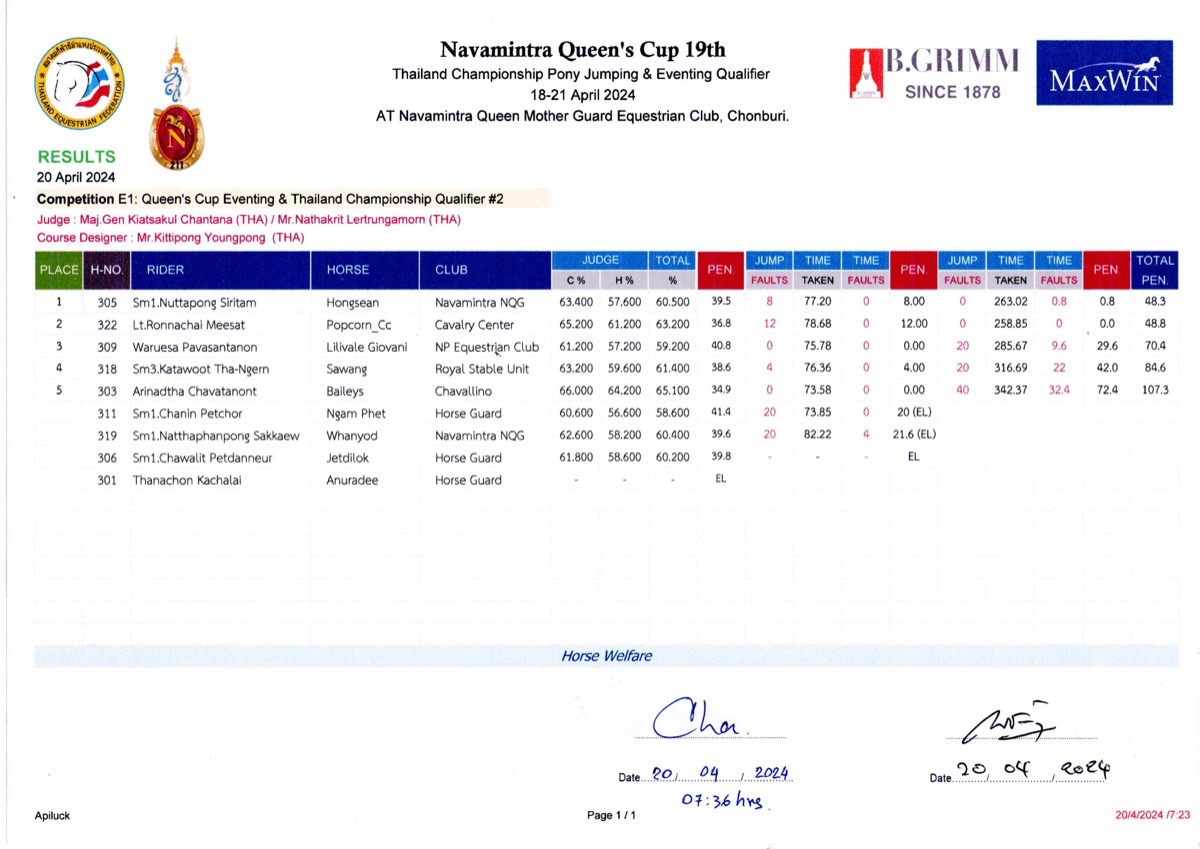 Navamintra Queen's Cup 19th
Thailand Championship Pony Jumping & Eventing Qualifier
18-21 April 2024
AT Navamintra Queen Mother Guard Equestrian Club, Chonburi.
THAILAND EQUESTRIAN FEDERATION
N
211
B.GRIMM
SINCE 1878
MAXWIN
RESULTS
20 April 2024
Competition E1: Queen's Cup Eventing & Thailand Championship Qualifier #2
Judge : Maj.Gen Kiatsakul Chantana (THA) / Mr.Nathakrit Lertrungamorn (THA)
Course Designer : Mr.Kittipong Youngpong (THA)
PLACE H-NO. RIDER HORSE CLUB JUDGE TOTAL PEN. JUMP TIME TIME PEN. JUMP TIME TIME PEN. TOTAL
C % H % % FAULTS TAKEN FAULTS FAULTS TAKEN FAULTS PEN.
1 305 Sm1.Nuttapong Siritam Hongsean Navamintra NQG 63.400 57.600 60.500 39.5 8 77.20 0 8.00 0 263.02 0.8 0.8 48.3
2 322 Lt.Ronnachai Meesat Popcorn_Cc Cavalry Center 65.200 61.200 63.200 36.8 12 78.68 0 12.00 0 258.85 0 0.0 48.8
3 309 Waruesa Pavasantanon Lilivale Giovani NP Equestrian Club 61.200 57.200 59.200 40.8 0 75.78 0 0.00 20 285.67 9.6 29.6 70.4
4 318 Sm3.Katawoot Tha-Ngern Sawang Royal Stable Unit 63.200 59.600 61.400 38.6 4 76.36 0 4.00 20 316.69 22 42.0 84.6
5 303 Arinadtha Chavatanont Baileys Chavallino 66.000 64.200 65.100 34.9 0 73.58 0 0.00 40 342.37 32.4 72.4 107.3
311 Sm1.Chanin Petchor Ngam Phet Horse Guard 60.600 56.600 58.600 41.4 20 73.85 0 20 (EL)
319 Sm1.Natthaphanpong Sakkaew Whanyod Navamintra NQG 62.600 58.200 60.400 39.6 20 82.22 4 21.6 (EL)
306 Sm1.Chawalit Petdanneur Jetdilok Horse Guard 61.800 58.600 60.200 39.8 - - - EL
301 Thanachon Kachalai Anuradee Horse Guard - - - EL
Horse Welfare
Date 20 / 04 / 2024
07:36 hrs.
Date 20 / 04 / 2024
Apiluck
Page 1 / 1
20/4/2024 /7:23